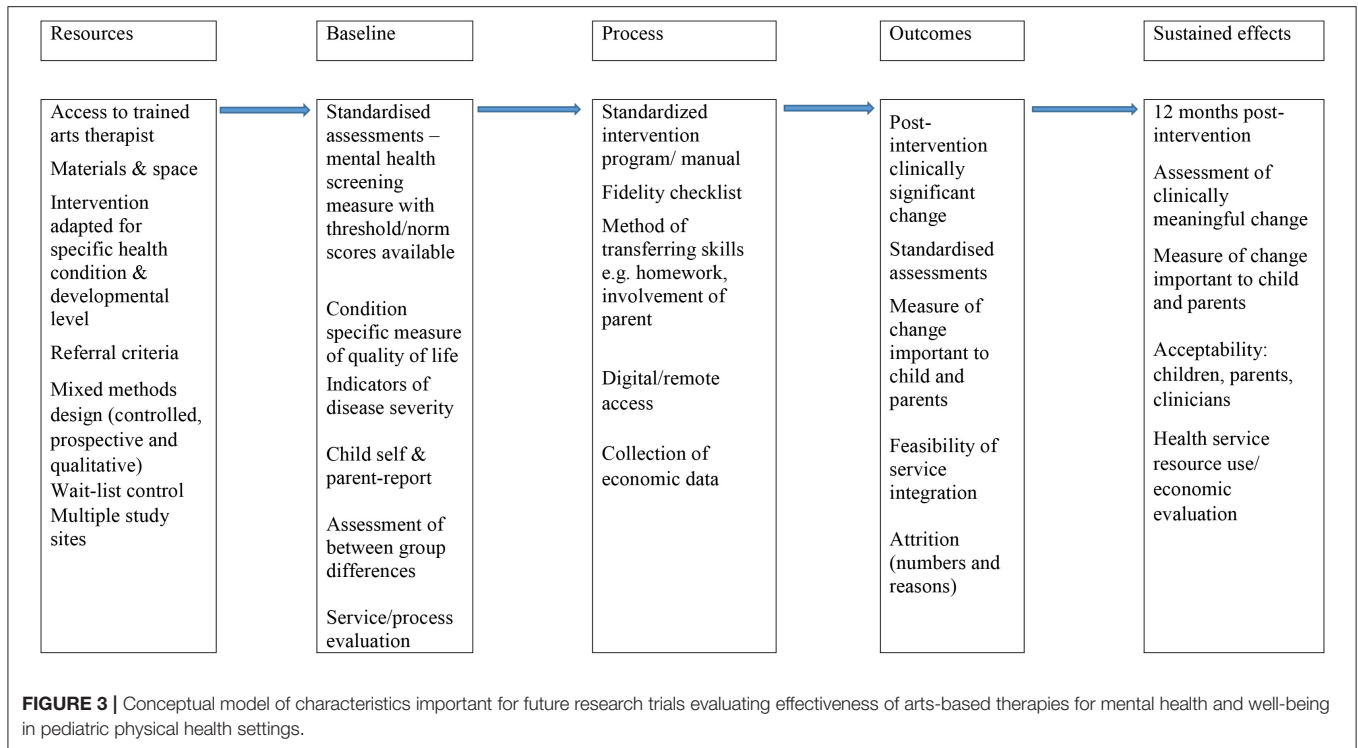 Resources
Baseline
Process
Outcomes
Sustained effects
Access to trained
arts therapist
Materials & space
Intervention
adapted for
specific health
condition &
developmental
level
Referral criteria
Mixed methods
design (controlled,
prospective and
qualitative)
Wait-list control
Multiple study
sites
Standardised
assessments –
mental health
screening
measure with
threshold/norm
scores available
Condition
specific measure
of quality of life
Indicators of
disease severity
Child self &
parent-report
Assessment of
between group
differences
Service/process
evaluation
Standardized
intervention
program/ manual
Fidelity checklist
Method of
transferring skills
e.g. homework,
involvement of
parent
Digital/remote
access
Collection of
economic data
Post-
intervention
clinically
significant
change
Standardised
assessments
Measure of
change
important to
child and
parents
Feasibility of
service
integration
Attrition
(numbers and
reasons)
12 months post-
intervention
Assessment of
clinically
meaningful change
Measure of change
important to child
and parents
Acceptability:
children, parents,
clinicians
Health service
resource use/
economic
evaluation
FIGURE 3 | Conceptual model of characteristics important for future research trials evaluating effectiveness of arts-based therapies for mental health and well-being
in pediatric physical health settings.